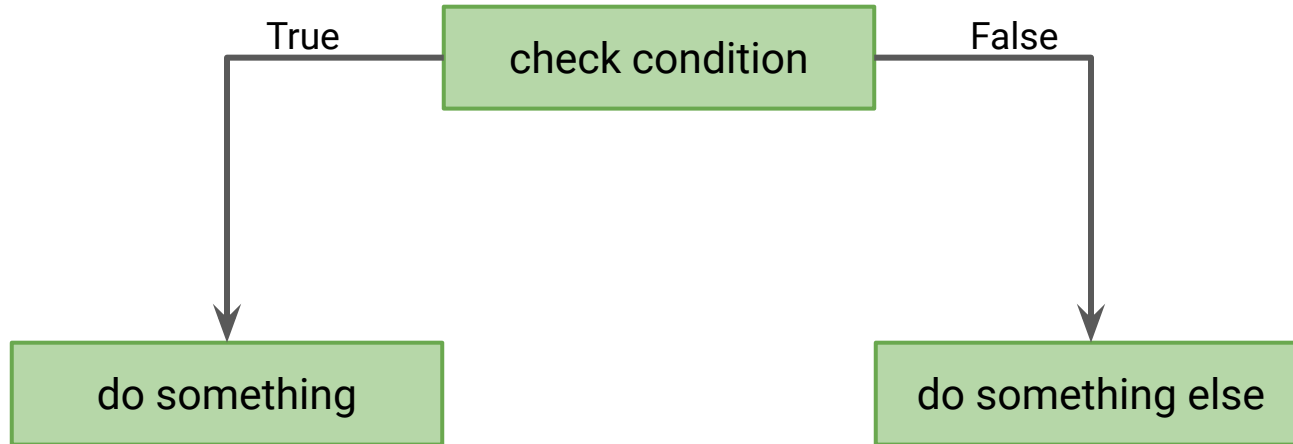 True
check condition
False
do something
do something else